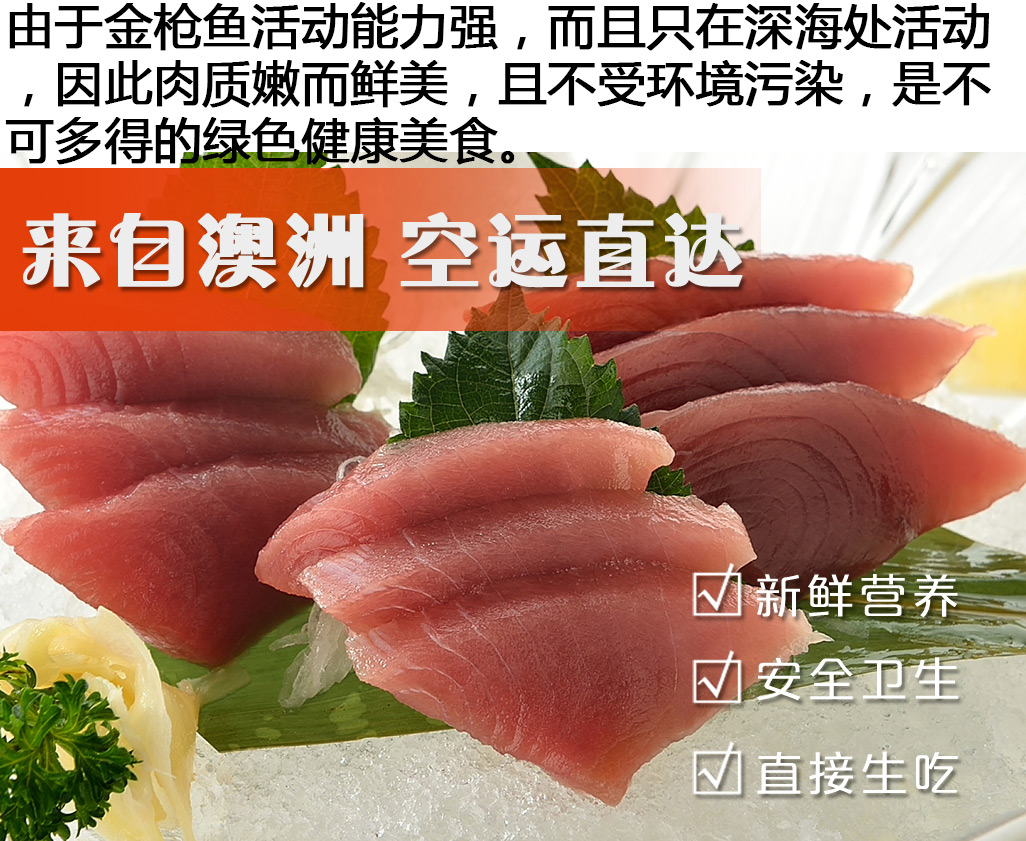 由于金枪鱼活动能力强，而且只在深海处活动
，因此肉质嫩而鲜美，且不受环境污染，是不
可多得的绿色健康美食。
来自澳洲 空运直达
新鲜营养
安全卫生
直接生吃